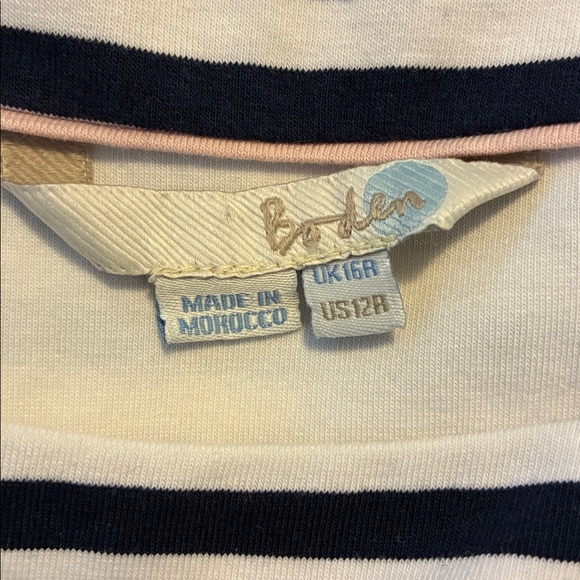 Boden
MADE IN
MOROCCO
UK16R
US12R